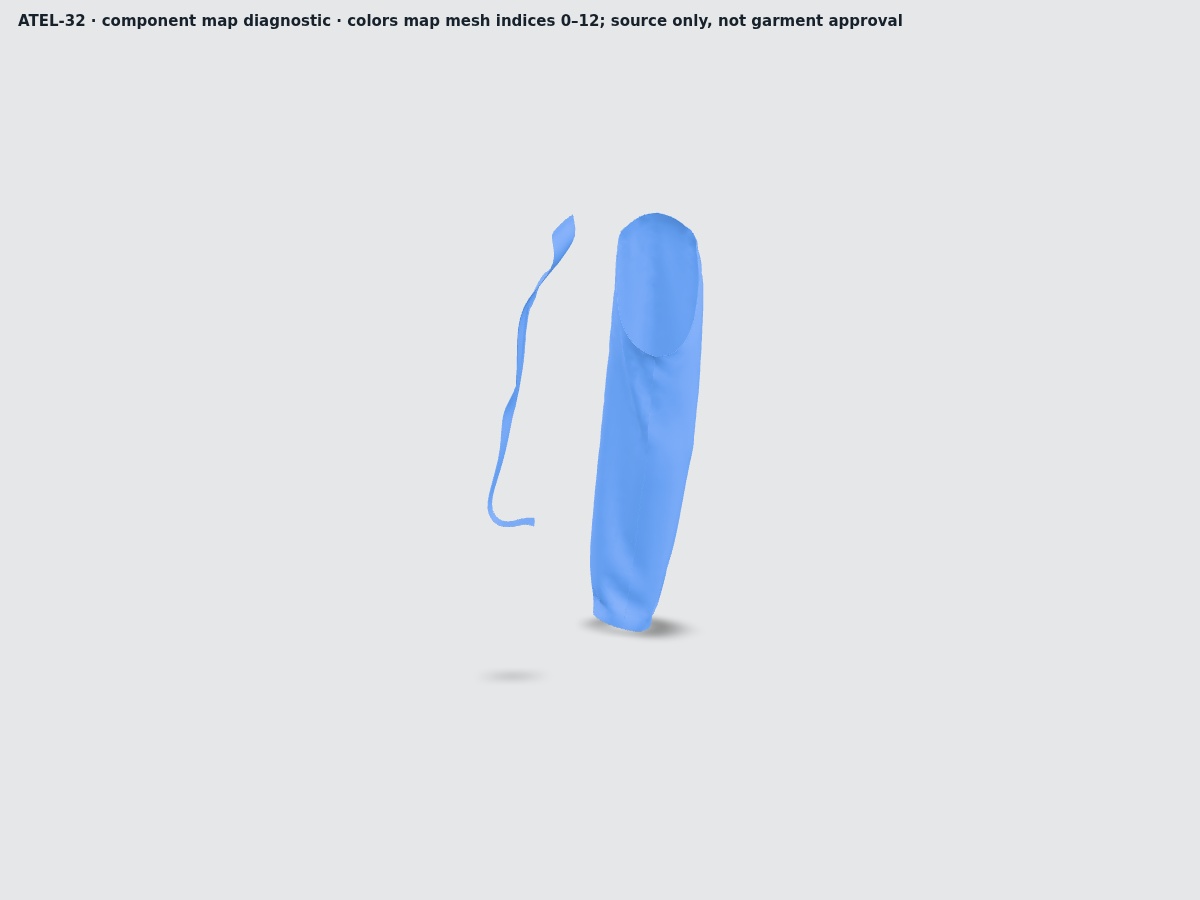 ATEL-32 · component map diagnostic · colors map mesh indices 0–12; source only, not garment approval